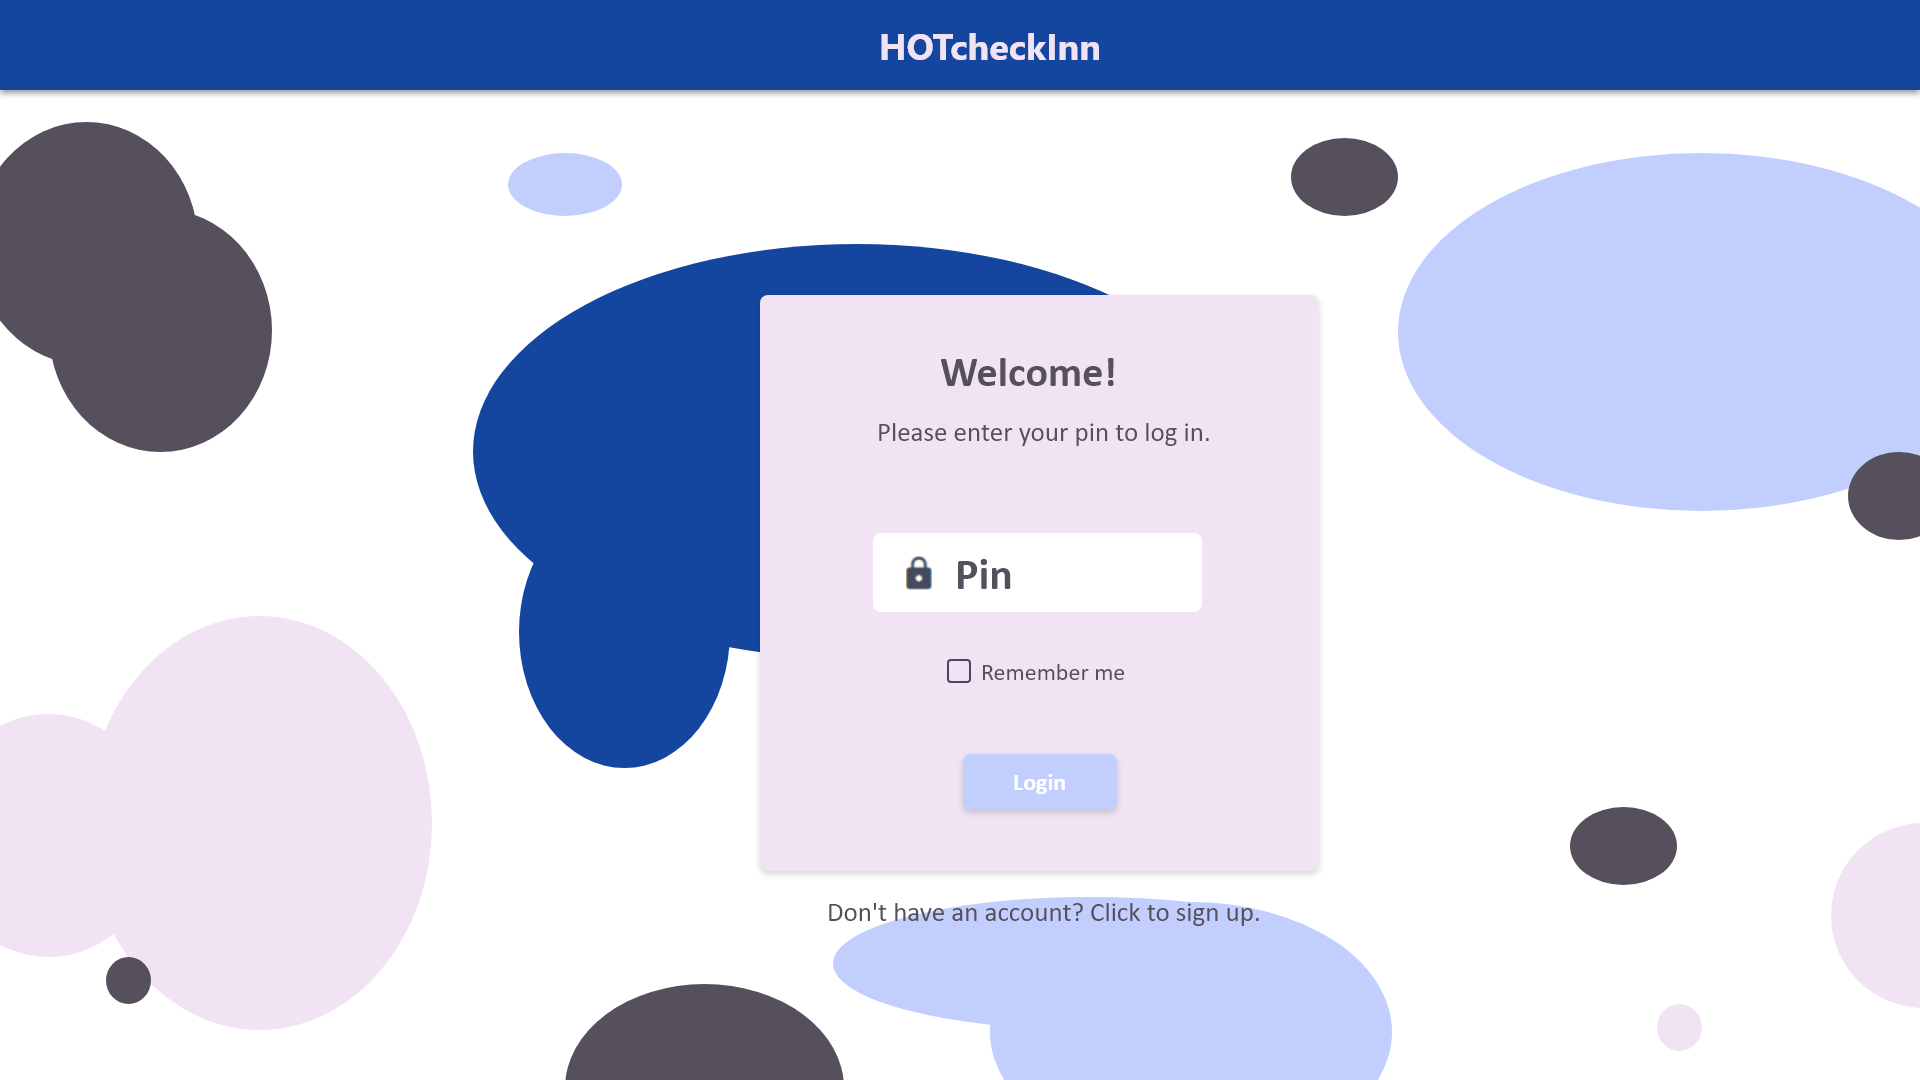 HOTcheckInn
Welcome!
Please enter your pin to log in.
Pin
Remember me
Login
Don't have an account? Click to sign up.